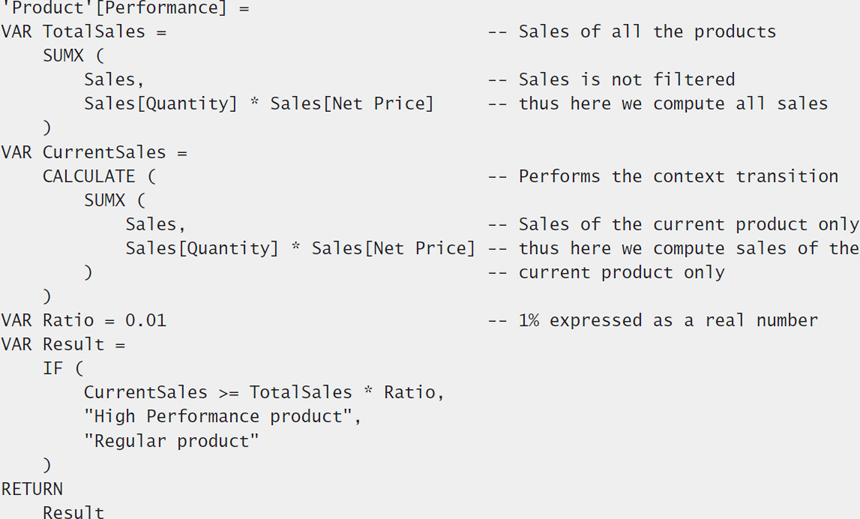 'Product'[Performance] =
VAR TotalSales = -- Sales of all the products
SUMX (
Sales, -- Sales is not filtered
Sales[Quantity] * Sales[Net Price] -- thus here we compute all sales
)
VAR CurrentSales =
CALCULATE ( -- Performs the context transition
SUMX (
Sales, -- Sales of the current product only
Sales[Quantity] * Sales[Net Price] -- thus here we compute sales of the
) -- current product only
)
VAR Ratio = 0.01 -- 1% expressed as a real number
VAR Result =
IF (
CurrentSales >= TotalSales * Ratio,
"High Performance product",
"Regular product"
)
RETURN
Result